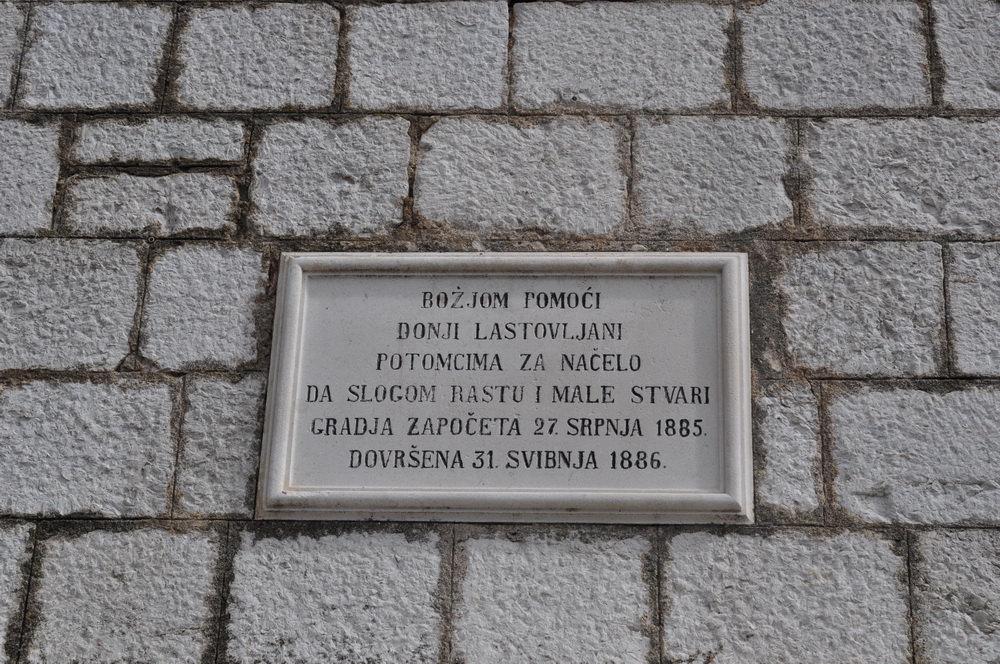 BOŽJOM POMOĆI
DONJI LASTOVLJANI
POTOMCIMA ZA NAČELO
DA SLOGOM RASTU I MALE STVARI
GRADJA ZAPOČETA 27. SRPNJA 1885.
DOVRŠENA 31. SVIBNJA 1886.